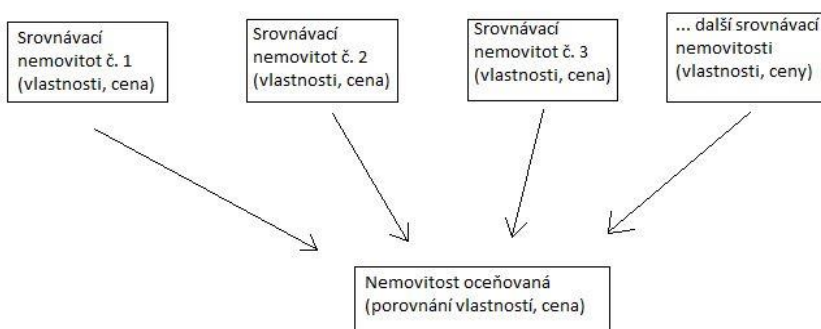 Srovnávací
nemovitot č. 1
(vlastnosti, cena)
Srovnávací
nemovitot č. 2
(vlastnosti, cena)
Srovnávací
nemovitot č. 3
(vlastnosti, cena)
... další srovnávací
nemovitosti
(vlastnosti, ceny)
Nemovitost oceňovaná
(porovnání vlastností, cena)